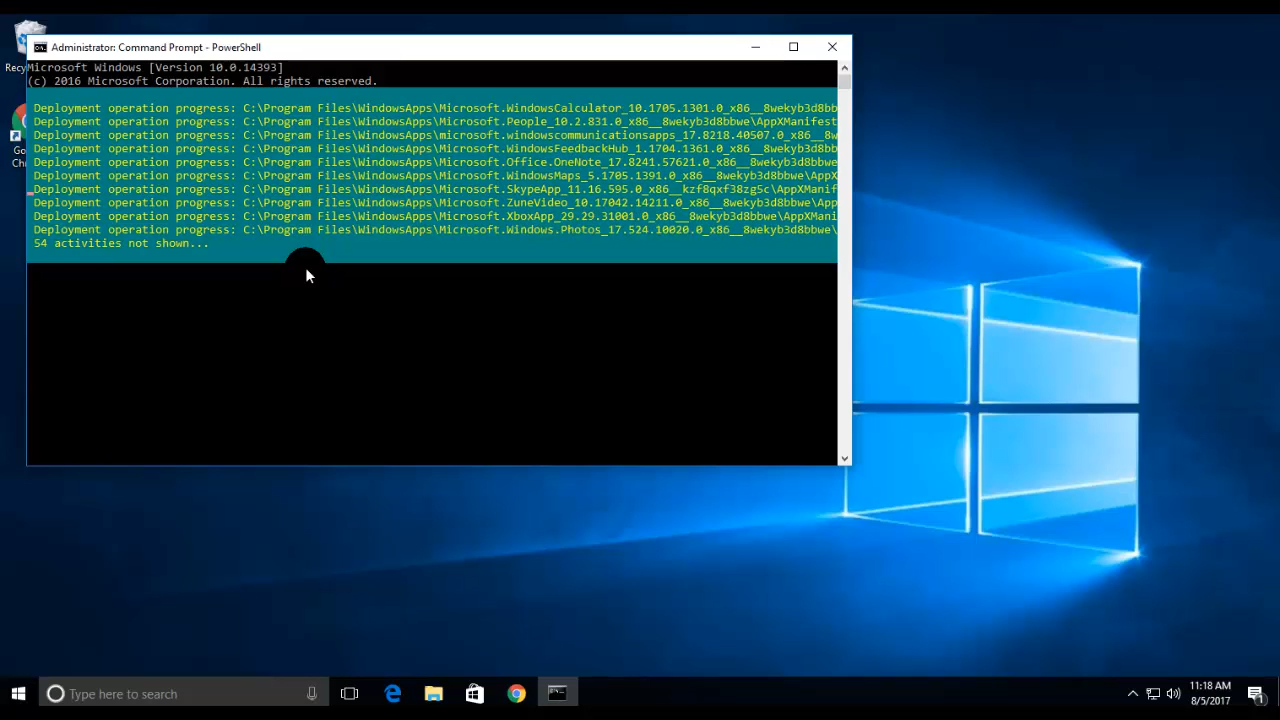 Administrator: Command Prompt - PowerShell
Microsoft Windows [Version 10.0.14393]
(c) 2016 Microsoft Corporation. All rights reserved.
Deployment operation progress: C:\Program Files\WindowsApps\Microsoft.WindowsCalculator_10.1705.1301.0_x86__8wekyb3d8bb
Deployment operation progress: C:\Program Files\WindowsApps\Microsoft.People_10.2.831.0_x86__8wekyb3d8bbwe\AppXManifest
Deployment operation progress: C:\Program Files\WindowsApps\microsoft.windowscommunicationsapps_17.8218.40507.0_x86__8w
Deployment operation progress: C:\Program Files\WindowsApps\Microsoft.WindowsFeedbackHub_1.1704.1361.0_x86__8wekyb3d8bb
Deployment operation progress: C:\Program Files\WindowsApps\Microsoft.Office.OneNote_17.8241.57621.0_x86__8wekyb3d8bbwe
Deployment operation progress: C:\Program Files\WindowsApps\Microsoft.WindowsMaps_5.1705.1391.0_x86__8wekyb3d8bbwe\AppX
Deployment operation progress: C:\Program Files\WindowsApps\Microsoft.SkypeApp_11.16.595.0_x86__kzf8qxf38zg5c\AppXManif
Deployment operation progress: C:\Program Files\WindowsApps\Microsoft.ZuneVideo_10.17042.14211.0_x86__8wekyb3d8bbwe\App
Deployment operation progress: C:\Program Files\WindowsApps\Microsoft.XboxApp_29.29.31001.0_x86__8wekyb3d8bbwe\AppXMani
Deployment operation progress: C:\Program Files\WindowsApps\Microsoft.Windows.Photos_17.524.10020.0_x86__8wekyb3d8bbwe\
54 activities not shown...
Recy
Go
Chr
Type here to search
11:18 AM
8/5/2017
1